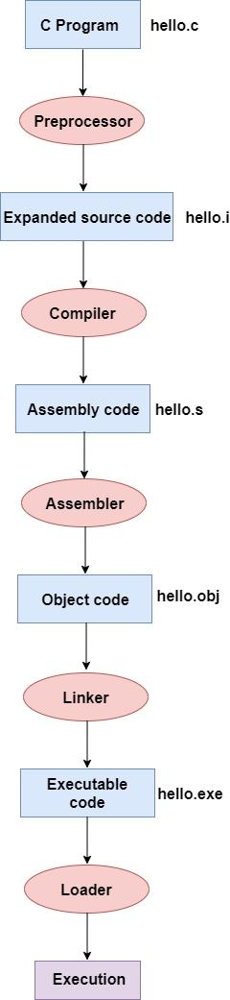 C Program hello.c
Preprocessor
Expanded source code hello.i
Compiler
Assembly code hello.s
Assembler
Object code hello.obj
Linker
Executable
code hello.exe
Loader
Execution